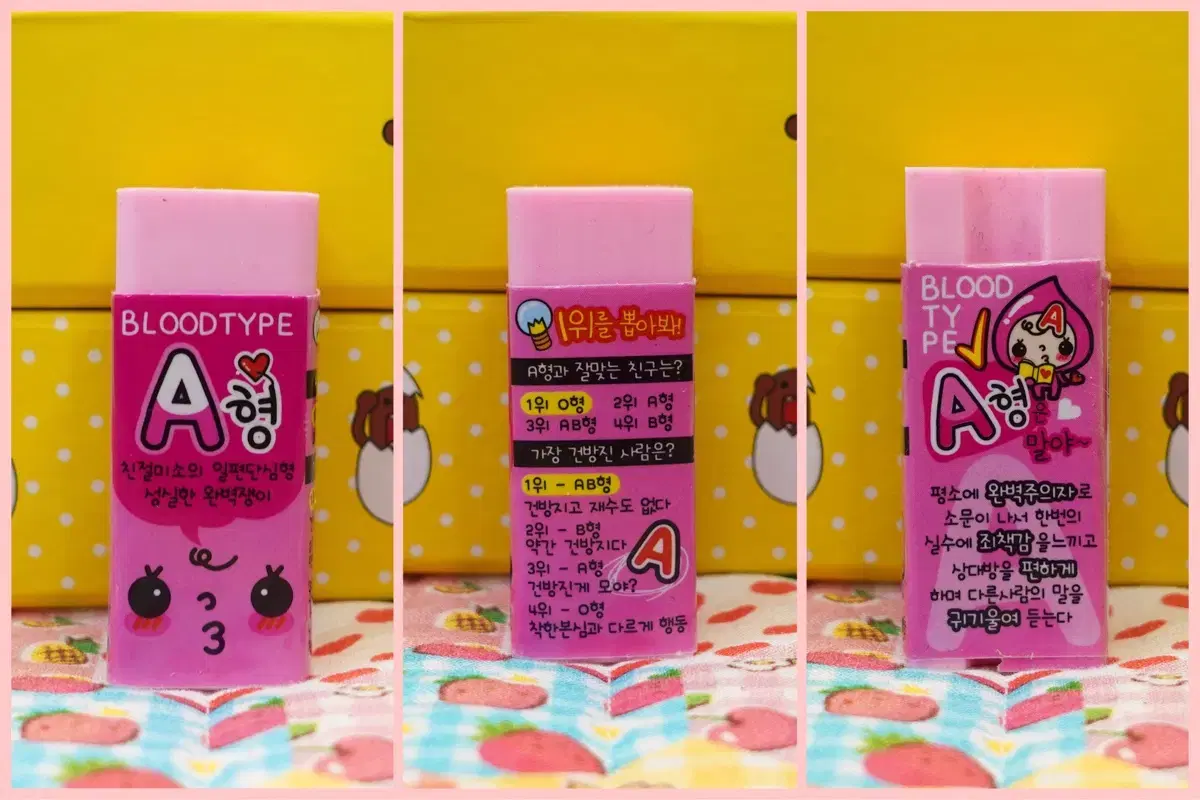 BLOODTYPE
A형
친절미소의 일편단심형
성실한 완벽쟁이
1위를 뽑아봐!
A형과 잘맞는 친구는?
1위 O형 2위 A형
3위 AB형 4위 B형
가장 건방진 사람은?
1위 - AB형
건방지고 재수도 없다
2위 - B형
약간 건방지다
3위 - A형
건방진게 모야?
4위 - O형
착한본심과 다르게 행동
A
BLOOD
TY
PE
A
A형은
말야~
평소에 완벽주의자로
소문이 나서 한번의
실수에 죄책감을느끼고
상대방을 편하게
하며 다른사람의 말을
귀기울여 듣는다